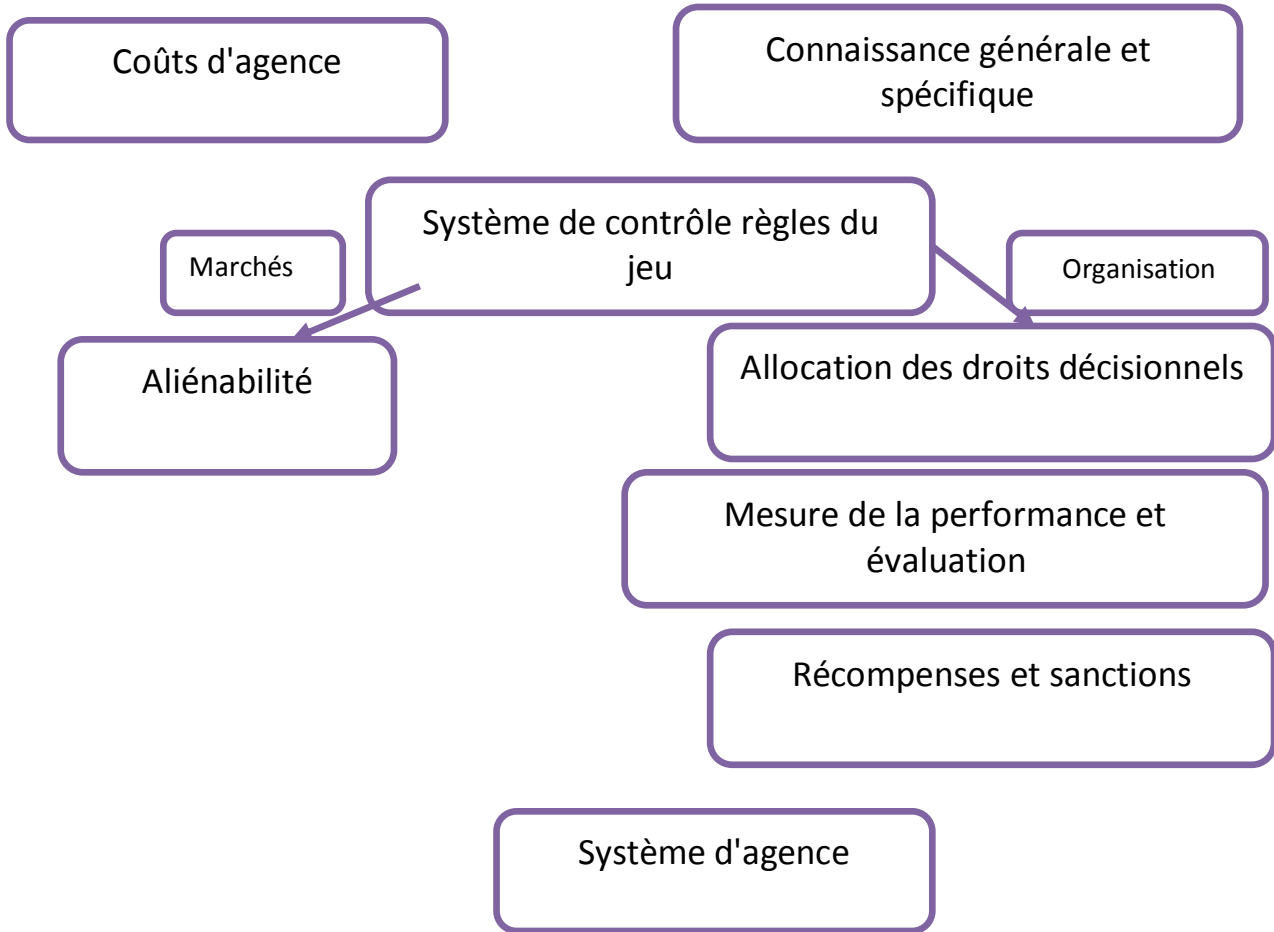 Coûts d'agence
Connaissance générale et
spécifique
Système de contrôle règles du
jeu
Marchés
Organisation
Aliénabilité
Allocation des droits décisionnels
Mesure de la performance et
évaluation
Récompenses et sanctions
Système d'agence